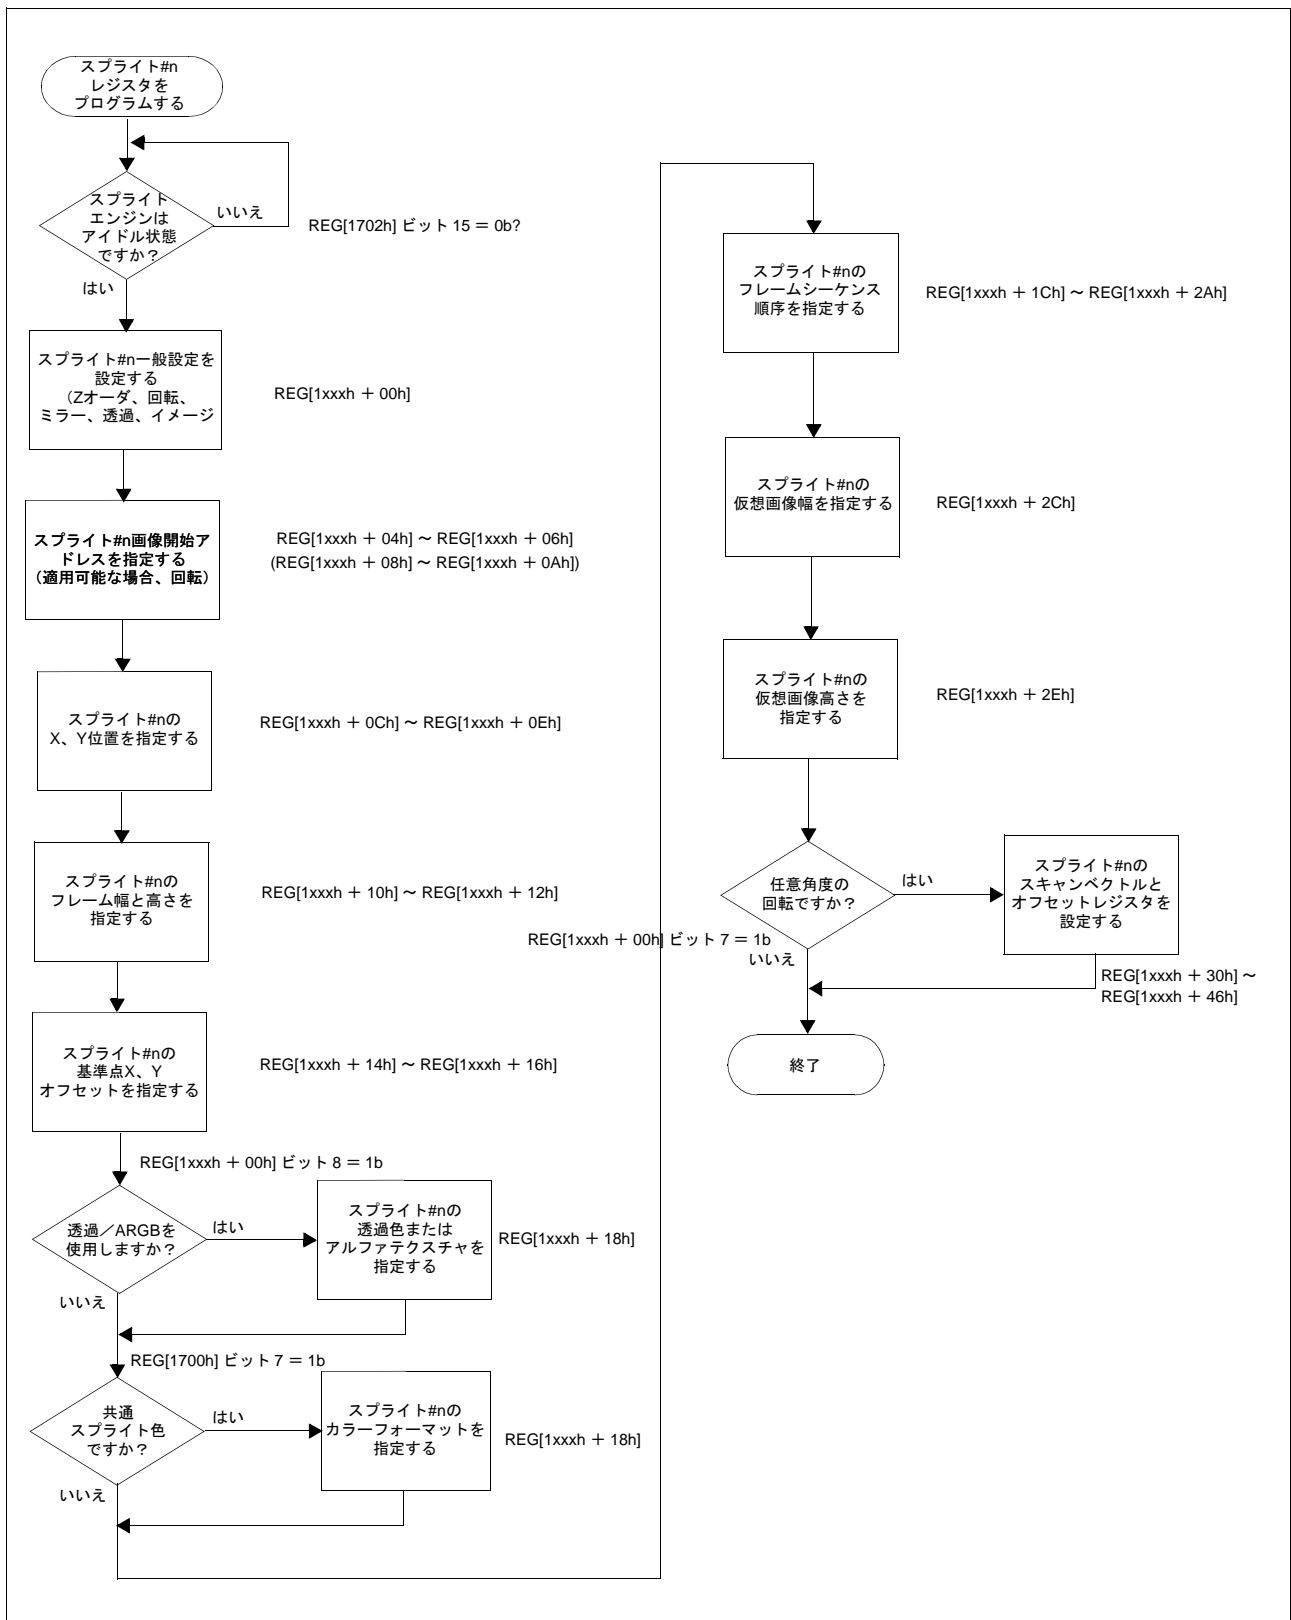 スプライト#n
レジスタを
プログラムする
スプライト
エンジンは
アイドル状態
ですか？
いいえ
REG[1702h] ビット 15 ＝ 0b?
はい
スプライト#n一般設定を
設定する
（Zオーダ、回転、
ミラー、透過、イメージ
REG[1xxxh ＋ 00h]
スプライト#n画像開始ア
ドレスを指定する
（適用可能な場合、回転）
REG[1xxxh ＋ 04h] ～ REG[1xxxh ＋ 06h]
(REG[1xxxh ＋ 08h] ～ REG[1xxxh ＋ 0Ah])
スプライト#nの
X、Y位置を指定する
REG[1xxxh ＋ 0Ch] ～ REG[1xxxh ＋ 0Eh]
スプライト#nの
フレーム幅と高さを
指定する
REG[1xxxh ＋ 10h] ～ REG[1xxxh ＋ 12h]
スプライト#nの
基準点X、Y
オフセットを指定する
REG[1xxxh ＋ 14h] ～ REG[1xxxh ＋ 16h]
REG[1xxxh ＋ 00h] ビット 8 ＝ 1b
透過／ARGBを
使用しますか？
はい
スプライト#nの
透過色または
アルファテクスチャを
指定する
REG[1xxxh ＋ 18h]
いいえ
REG[1700h] ビット 7 ＝ 1b
共通
スプライト色
ですか？
はい
スプライト#nの
カラーフォーマットを
指定する
REG[1xxxh ＋ 18h]
いいえ
スプライト#nの
フレームシーケンス
順序を指定する
REG[1xxxh ＋ 1Ch] ～ REG[1xxxh ＋ 2Ah]
スプライト#nの
仮想画像幅を指定する
REG[1xxxh ＋ 2Ch]
スプライト#nの
仮想画像高さを
指定する
REG[1xxxh ＋ 2Eh]
任意角度の
回転ですか？
はい
スプライト#nの
スキャンベクトルと
オフセットレジスタを
設定する
REG[1xxxh ＋ 00h] ビット 7 ＝ 1b
いいえ
REG[1xxxh ＋ 30h] ～
REG[1xxxh ＋ 46h]
終了